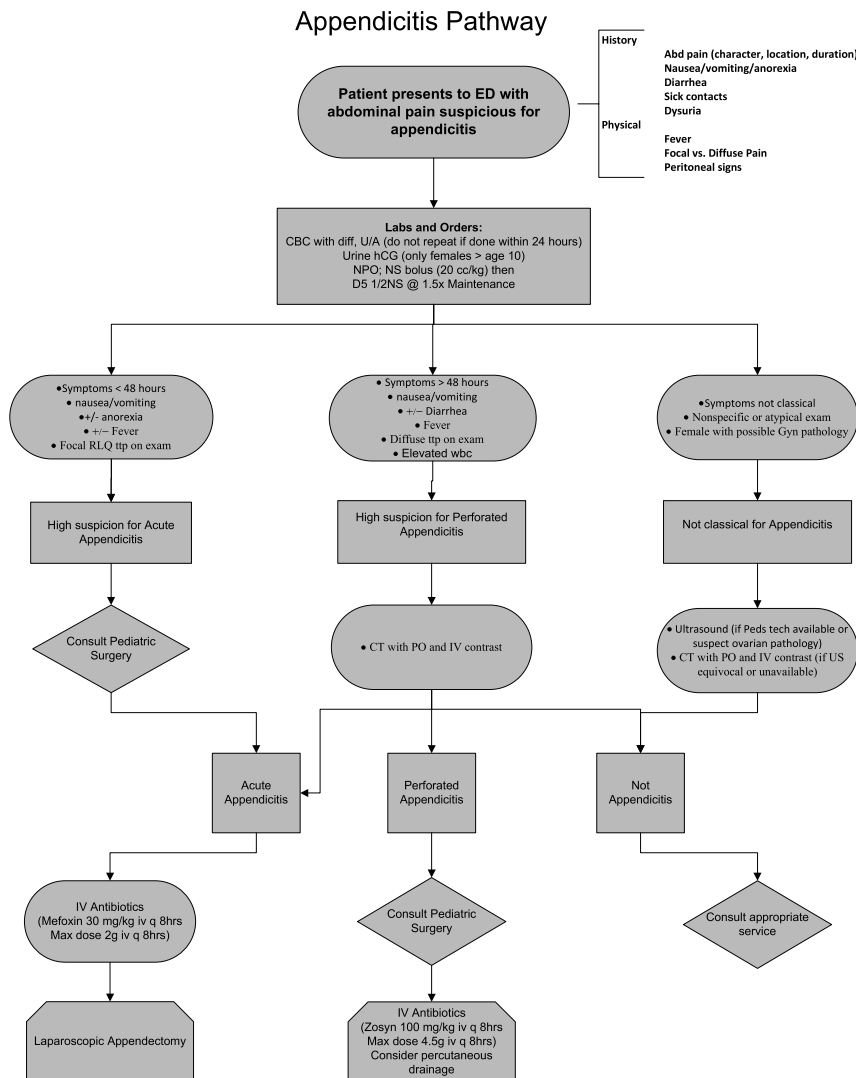 Appendicitis Pathway
History
Abd pain (character, location, duration)
Nausea/vomiting/anorexia
Diarrhea
Sick contacts
Dysuria
Physical
Fever
Focal vs. Diffuse Pain
Peritoneal signs
Patient presents to ED with
abdominal pain suspicious for
appendicitis
Labs and Orders:
CBC with diff, U/A (do not repeat if done within 24 hours)
Urine hCG (only females > age 10)
NPO; NS bolus (20 cc/kg) then
D5 1/2NS @ 1.5x Maintenance
•Symptoms < 48 hours
• nausea/vomiting
•+/- anorexia
• +/− Fever
• Focal RLQ ttp on exam
• Symptoms > 48 hours
• nausea/vomiting
• +/− Diarrhea
• Fever
• Diffuse ttp on exam
• Elevated wbc
•Symptoms not classical
• Nonspecific or atypical exam
• Female with possible Gyn pathology
High suspicion for Acute
Appendicitis
High suspicion for Perforated
Appendicitis
Not classical for Appendicitis
Consult Pediatric
Surgery
• CT with PO and IV contrast
• Ultrasound (if Peds tech available or
suspect ovarian pathology)
• CT with PO and IV contrast (if US
equivocal or unavailable)
Acute
Appendicitis
Perforated
Appendicitis
Not
Appendicitis
IV Antibiotics
(Mefoxin 30 mg/kg iv q 8hrs
Max dose 2g iv q 8hrs)
Consult Pediatric
Surgery
Consult appropriate
service
Laparoscopic Appendectomy
IV Antibiotics
(Zosyn 100 mg/kg iv q 8hrs
Max dose 4.5g iv q 8hrs)
Consider percutaneous
drainage